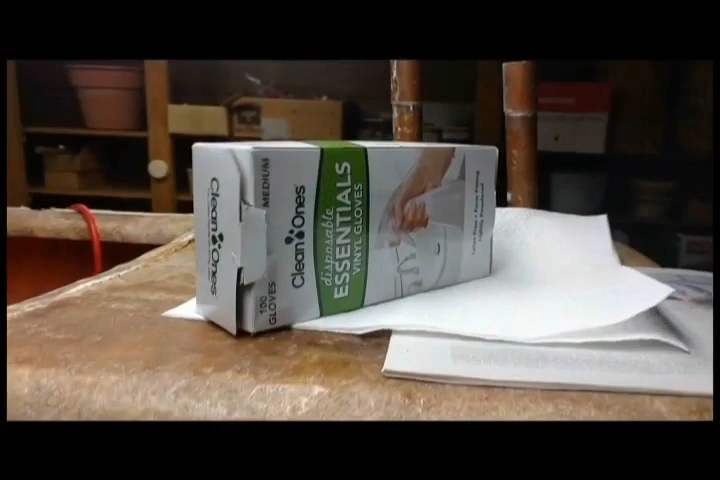 Clean Ones
MEDIUM
100
GLOVES
Clean Ones
disposable
ESSENTIALS
VINYL GLOVES